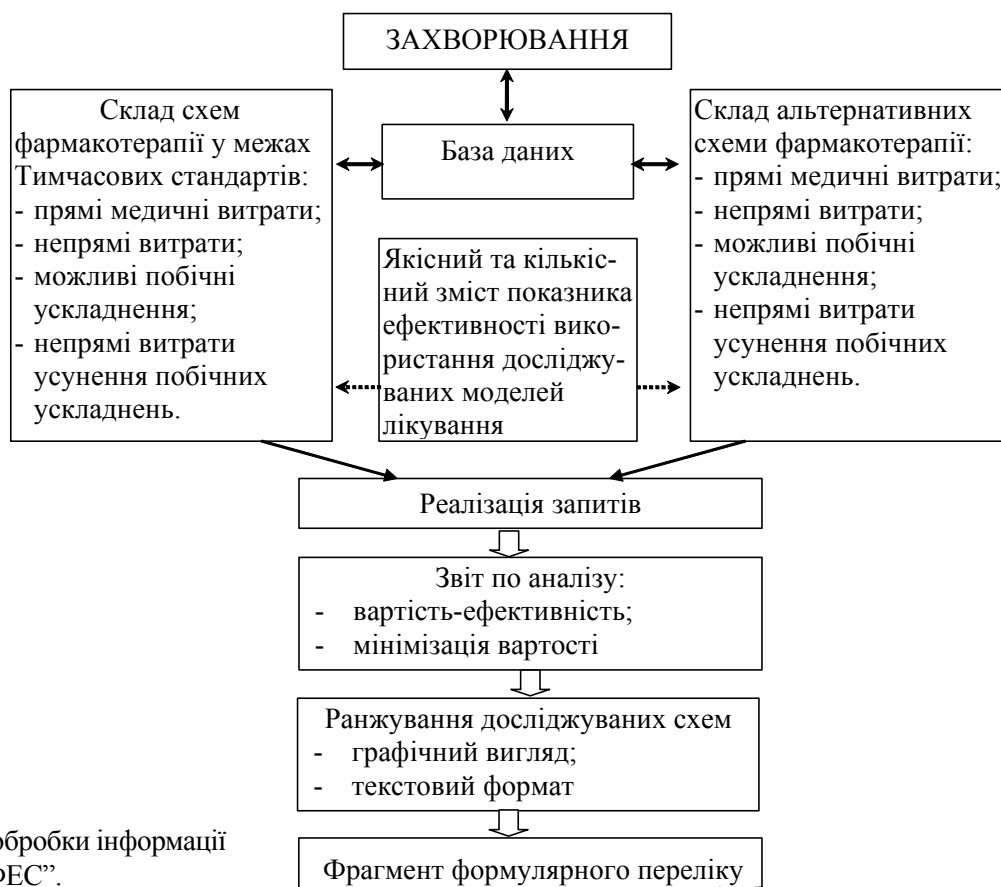 ЗАХВОРЮВАННЯ
Склад схем
фармакотерапії у межах
Тимчасових стандартів:
- прямі медичні витрати;
- непрямі витрати;
- можливі побічні
ускладнення;
- непрямі витрати
усунення побічних
ускладнень.
База даних
Склад альтернативних
схеми фармакотерапії:
- прямі медичні витрати;
- непрямі витрати;
- можливі побічні
ускладнення;
- непрямі витрати
усунення побічних
ускладнень.
Якісний та кількіс-
ний зміст показника
ефективності вико-
ристання досліджу-
ваних моделей
лікування
Реалізація запитів
Звіт по аналізу:
- вартість-ефективність;
- мінімізація вартості
Ранжування досліджуваних схем
- графічний вигляд;
- текстовий формат
Фрагмент формулярного переліку
обробки інформації
ФЕС”.